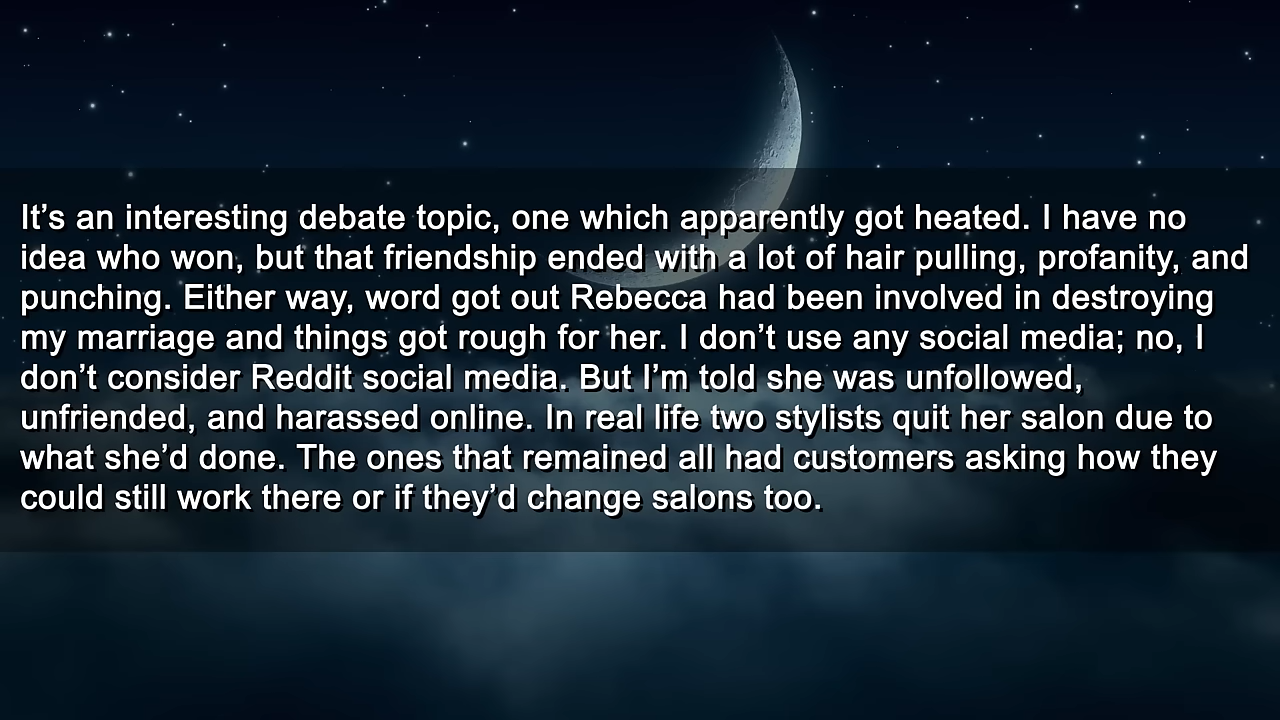 It’s an interesting debate topic, one which apparently got heated. I have no
idea who won, but that friendship ended with a lot of hair pulling, profanity, and
punching. Either way, word got out Rebecca had been involved in destroying
my marriage and things got rough for her. I don’t use any social media; no, I
don’t consider Reddit social media. But I’m told she was unfollowed,
unfriended, and harassed online. In real life two stylists quit her salon due to
what she’d done. The ones that remained all had customers asking how they
could still work there or if they’d change salons too.